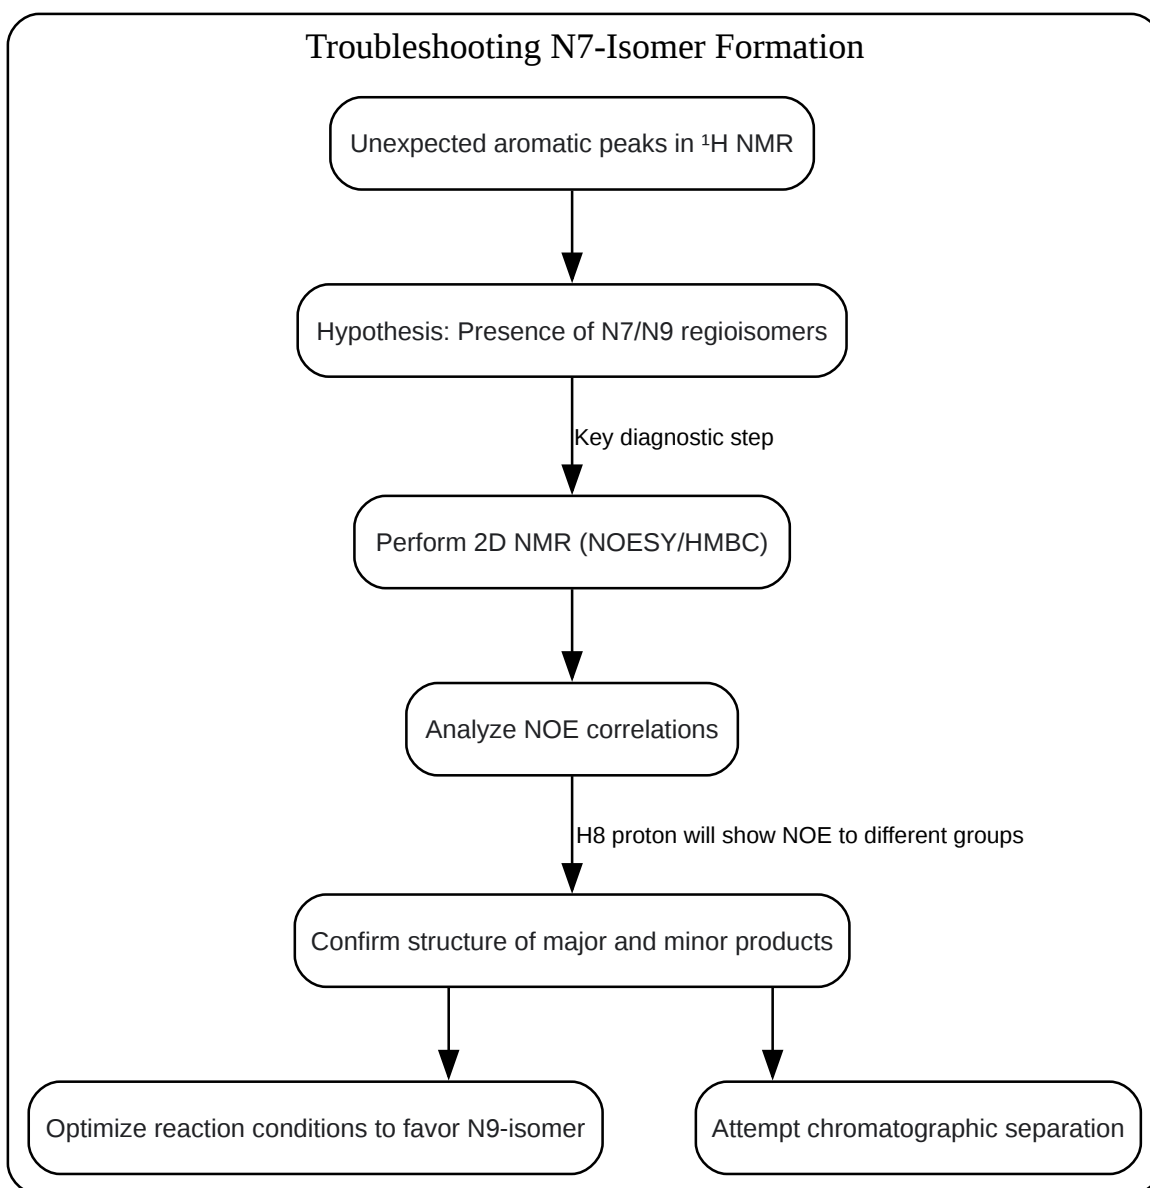 Troubleshooting N7-Isomer Formation
Unexpected aromatic peaks in ¹H NMR
Hypothesis: Presence of N7/N9 regioisomers
Key diagnostic step
Perform 2D NMR (NOESY/HMBC)
Analyze NOE correlations
H8 proton will show NOE to different groups
Confirm structure of major and minor products
Optimize reaction conditions to favor N9-isomer
Attempt chromatographic separation